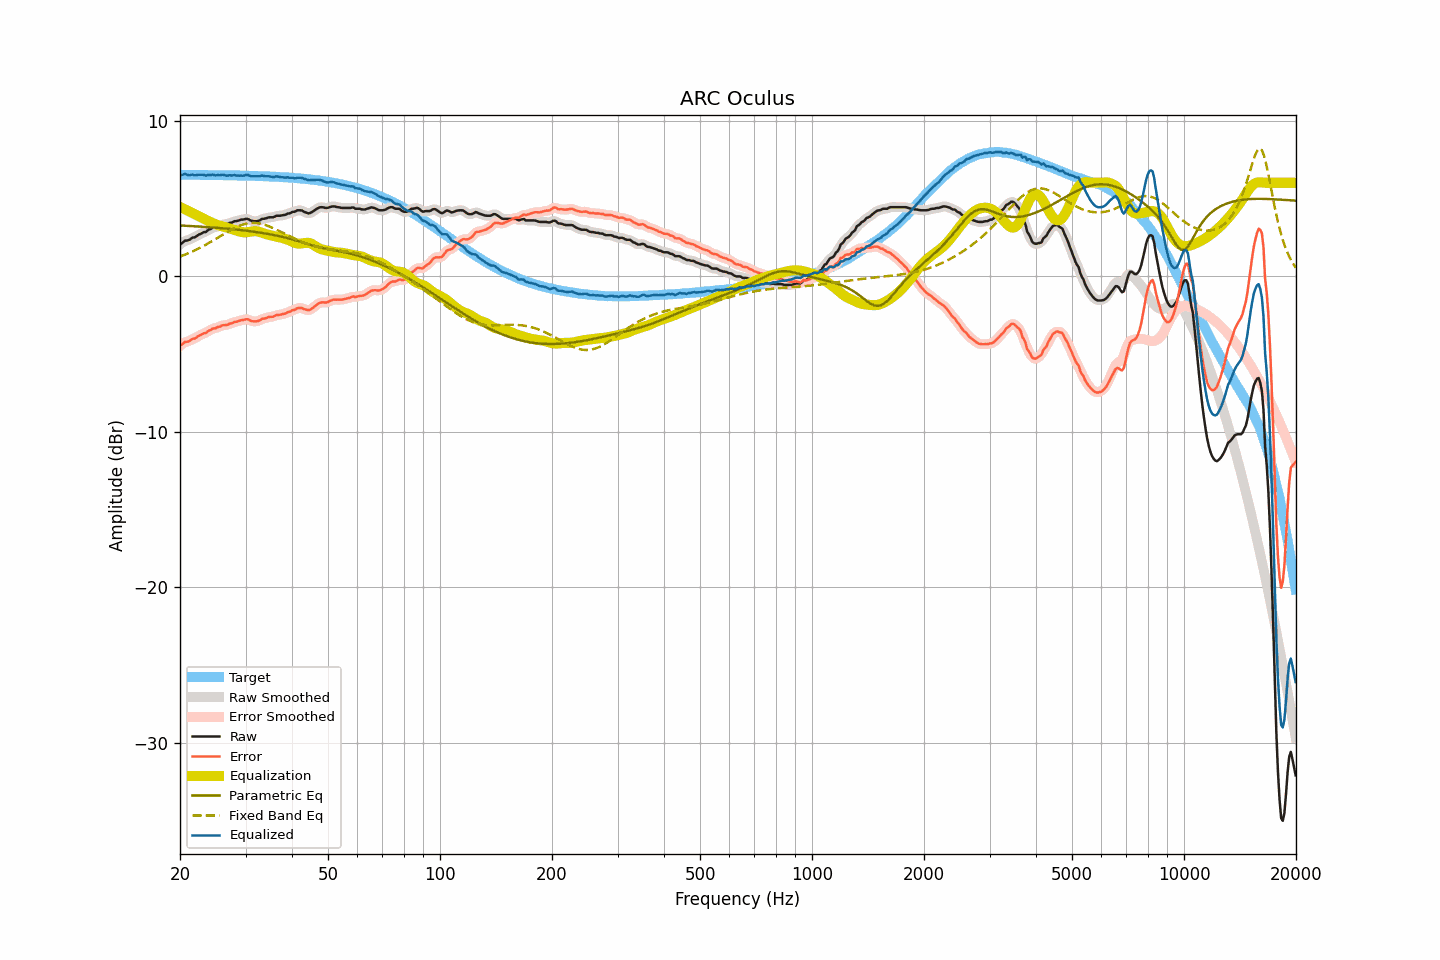 ARC Oculus
10
0
−10
−20
−30
Amplitude (dBr)
Target
Raw Smoothed
Error Smoothed
Raw
Error
Equalization
Parametric Eq
Fixed Band Eq
Equalized
20 50 100 200 500 1000 2000 5000 10000 20000
Frequency (Hz)